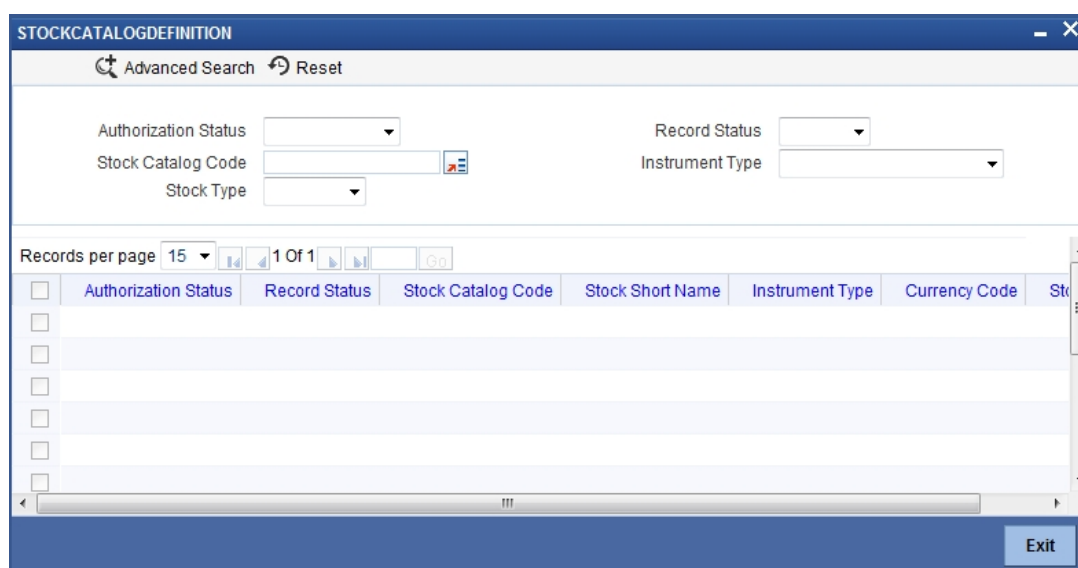 STOCKCATALOGDEFINITION
Advanced Search Reset
Authorization Status Record Status
Stock Catalog Code Instrument Type
Stock Type
Records per page 15 1 Of 1 Go
Authorization Status Record Status Stock Catalog Code Stock Short Name Instrument Type Currency Code
Exit